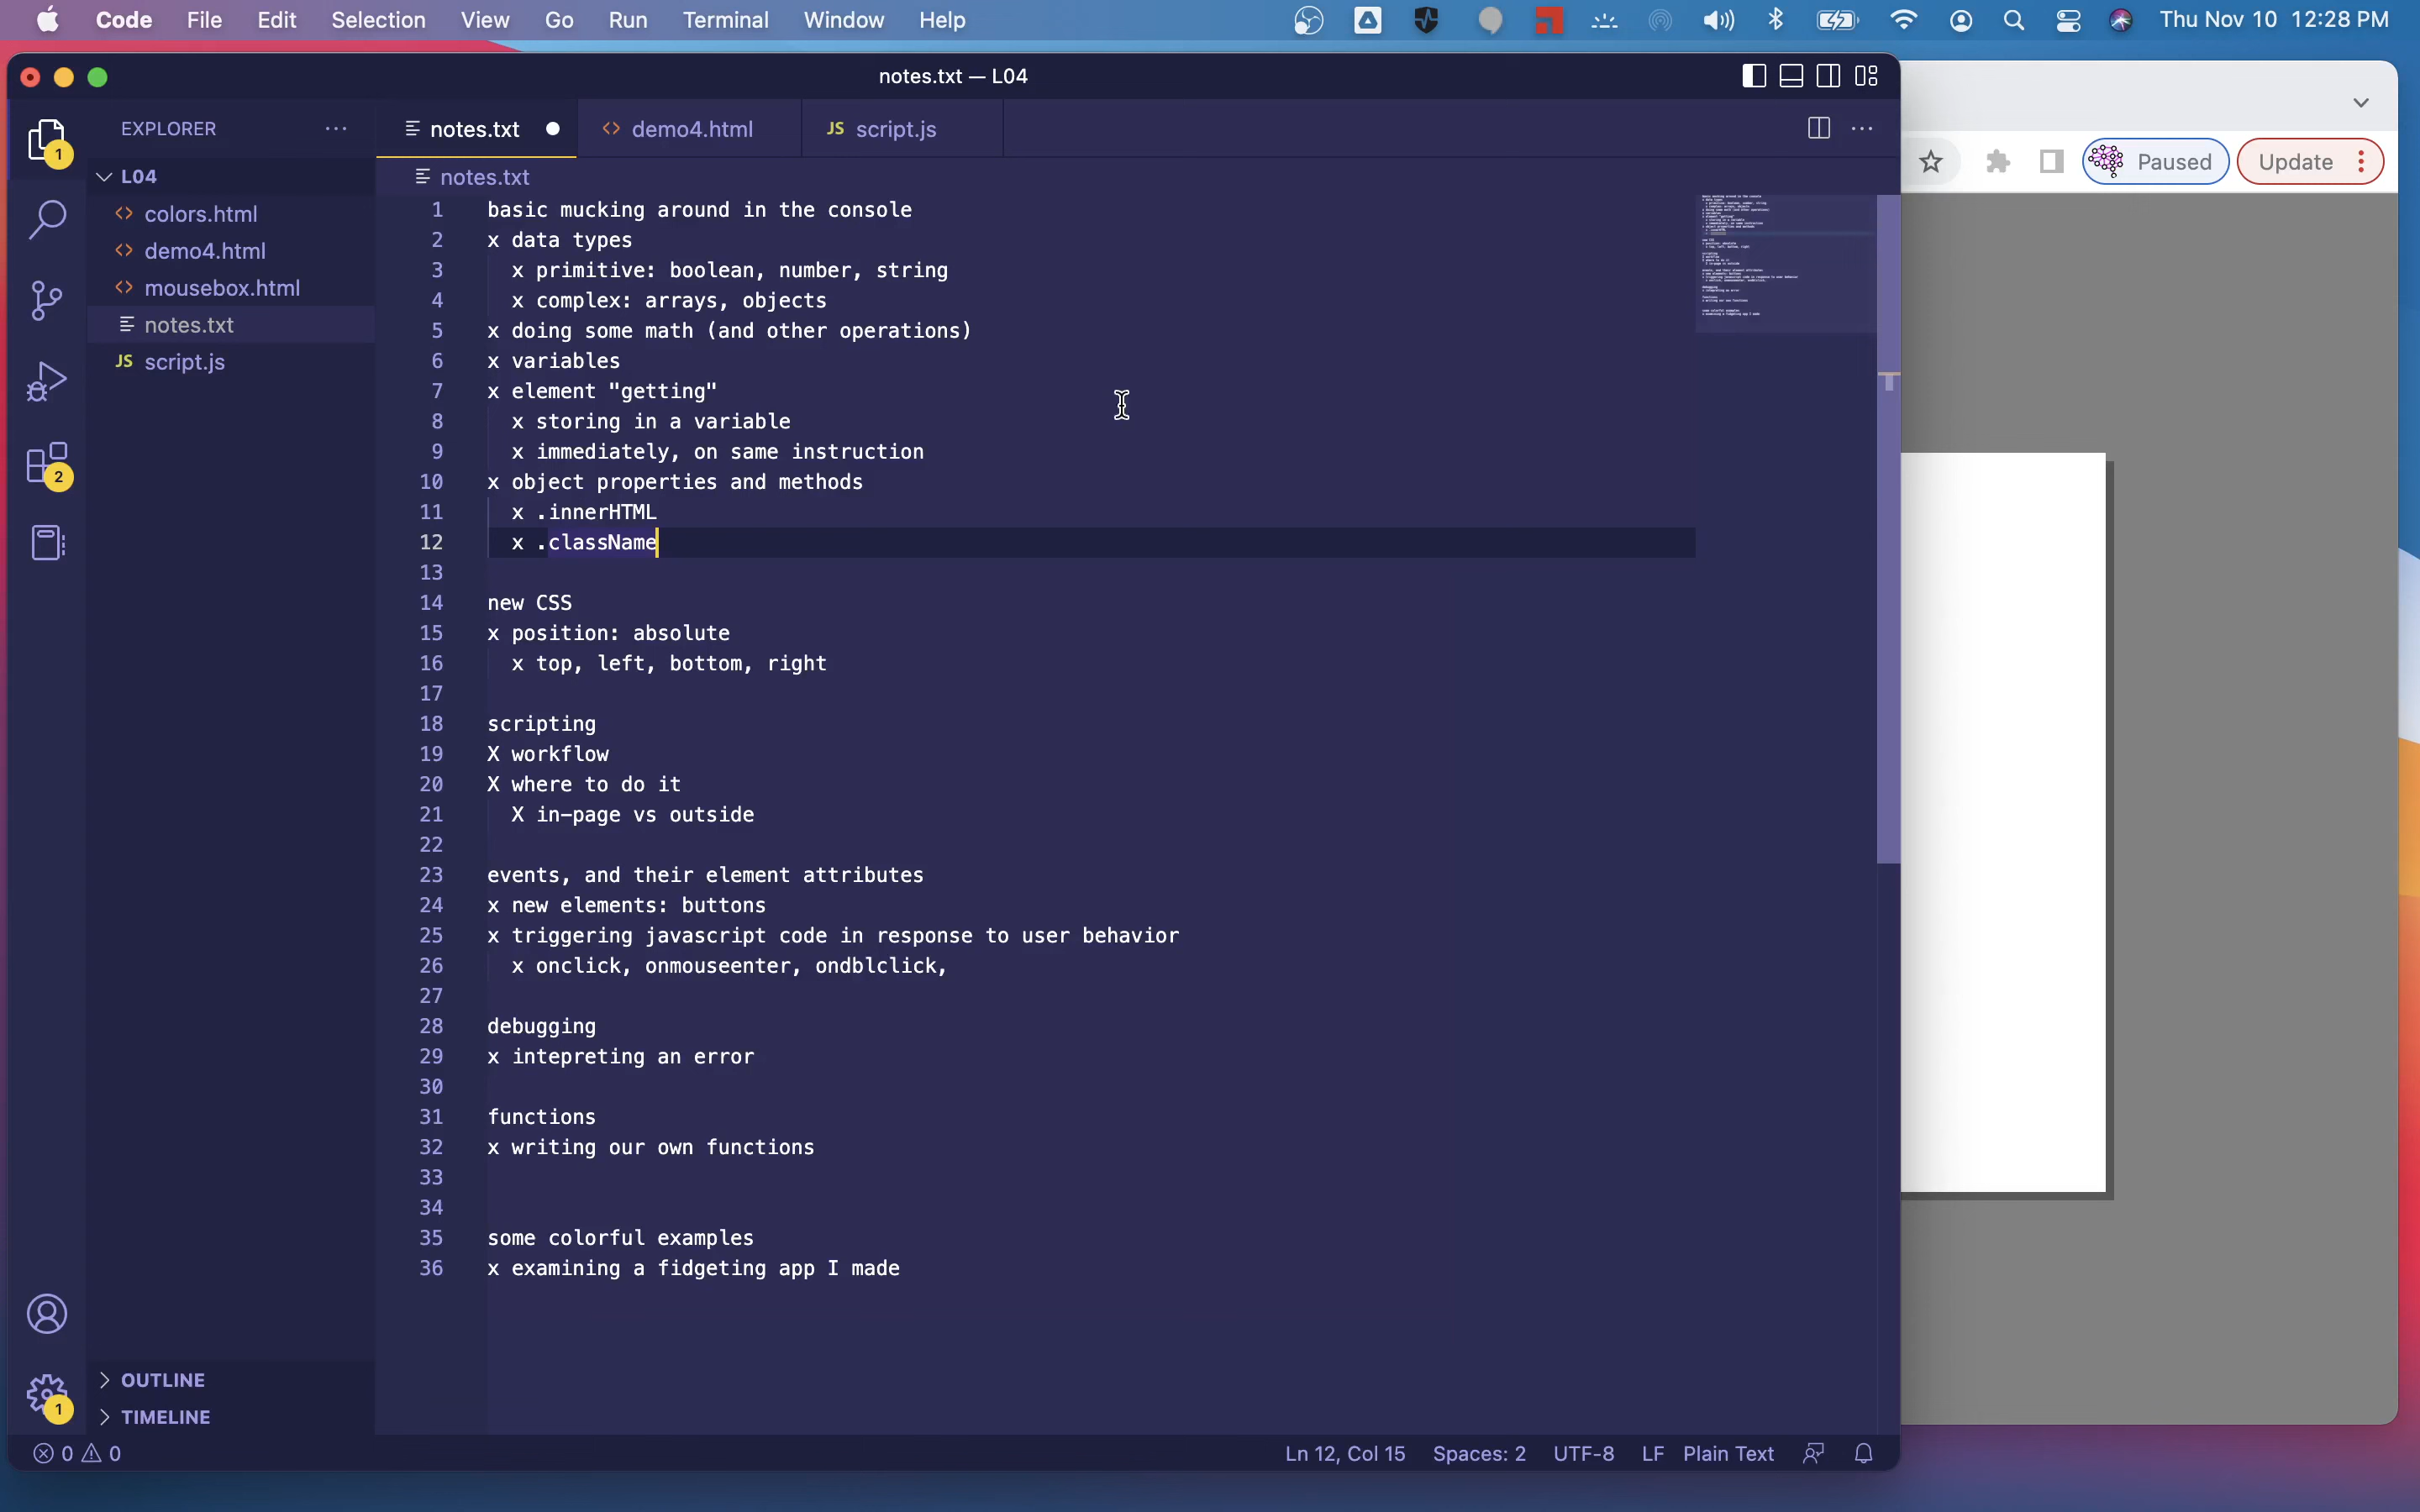 Code File Edit Selection View Go Run Terminal Window Help Thu Nov 10 12:28 PM
notes.txt — L04
EXPLORER
L04
colors.html
demo4.html
mousebox.html
notes.txt
JS script.js
OUTLINE
TIMELINE
1
2
1
notes.txt demo4.html JS script.js
notes.txt
1 basic mucking around in the console
2 x data types
3 x primitive: boolean, number, string
4 x complex: arrays, objects
5 x doing some math (and other operations)
6 x variables
7 x element "getting"
8 x storing in a variable
9 x immediately, on same instruction
10 x object properties and methods
11 x .innerHTML
12 x .className
13
14 new CSS
15 x position: absolute
16 x top, left, bottom, right
17
18 scripting
19 X workflow
20 X where to do it
21 X in-page vs outside
22
23 events, and their element attributes
24 x new elements: buttons
25 x triggering javascript code in response to user behavior
26 x onclick, onmouseenter, ondblclick,
27
28 debugging
29 x intepreting an error
30
31 functions
32 x writing our own functions
33
34
35 some colorful examples
36 x examining a fidgeting app I made
Paused Update
0 0 Ln 12, Col 15 Spaces: 2 UTF-8 LF Plain Text